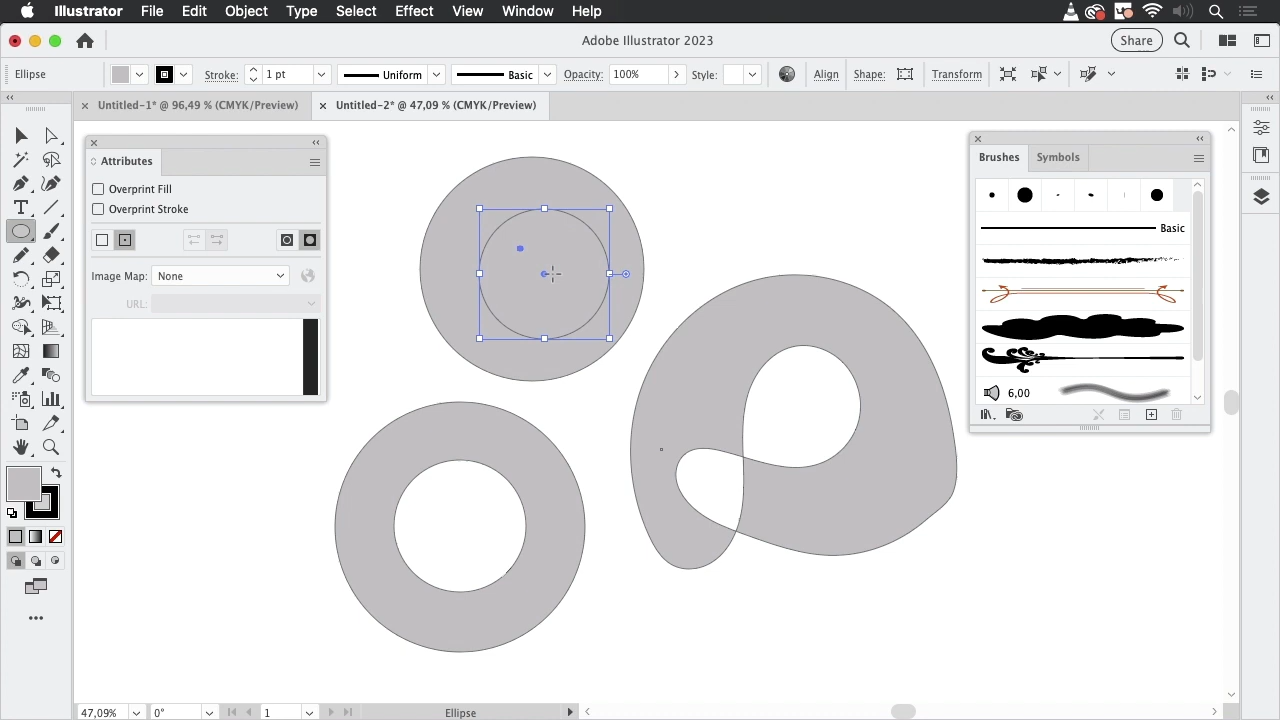 Illustrator File Edit Object Type Select Effect View Window Help
Adobe Illustrator 2023
Share
Ellipse Stroke: 1 pt Uniform Basic Opacity: 100% Style: Align Shape: Transform
Untitled-1* @ 96,49 % (CMYK/Preview) Untitled-2* @ 47,09 % (CMYK/Preview)
Attributes
Overprint Fill
Overprint Stroke
Image Map: None
URL:
Brushes Symbols
Basic
6,00
47,09% 0° 1 Ellipse